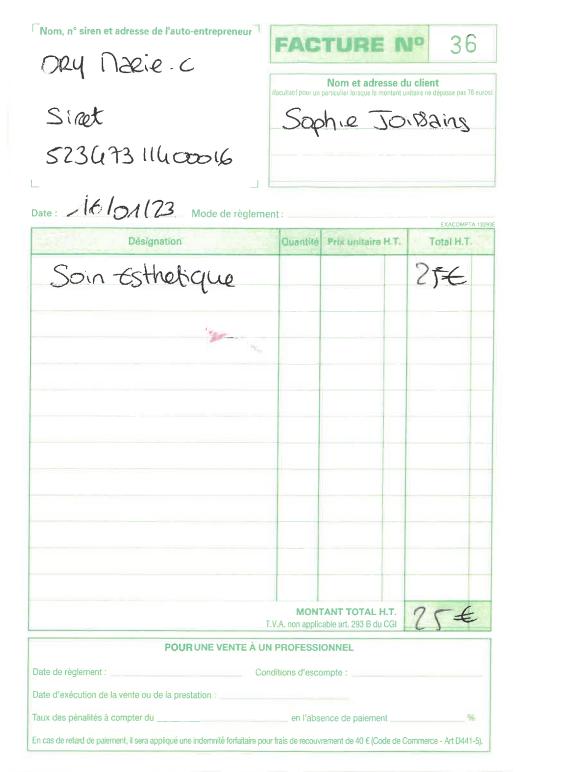 Nom, n° siren et adresse de l'auto-entrepreneur
DRY Marie.C
Siret
52347311400016
FACTURE N° 36
Nom et adresse du client
(facultatif pour un particulier lorsque le montant unitaire ne dépasse pas 76 euros)
Sophie Joissains
Date : 16/01/23 Mode de règlement :
EXACOMPTA
Désignation Quantité Prix unitaire H.T. Total H.T.
Soin Esthetique 25€
MONTANT TOTAL H.T. 25€
T.V.A. non applicable art. 293 B du CGI
POUR UNE VENTE À UN PROFESSIONNEL
Date de règlement : Conditions d'escompte :
Date d'exécution de la vente ou de la prestation :
Taux des pénalités à compter du en l'absence de paiement %
En cas de retard de paiement, il sera applique une indemnité forfaitaire pour frais de recouvrement de 40 € (Code de Commerce - Art D441-5).